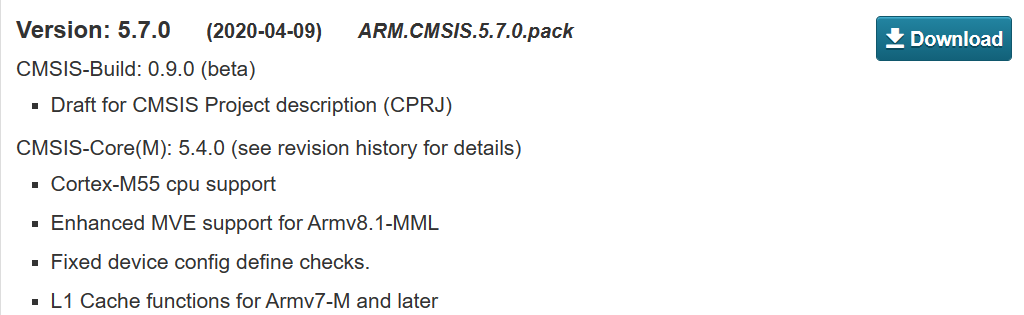 Version: 5.7.0 (2020-04-09) ARM.CMSIS.5.7.0.pack Download
CMSIS-Build: 0.9.0 (beta)
Draft for CMSIS Project description (CPRJ)
CMSIS-Core(M): 5.4.0 (see revision history for details)
Cortex-M55 cpu support
Enhanced MVE support for Armv8.1-MML
Fixed device config define checks.
L1 Cache functions for Armv7-M and later